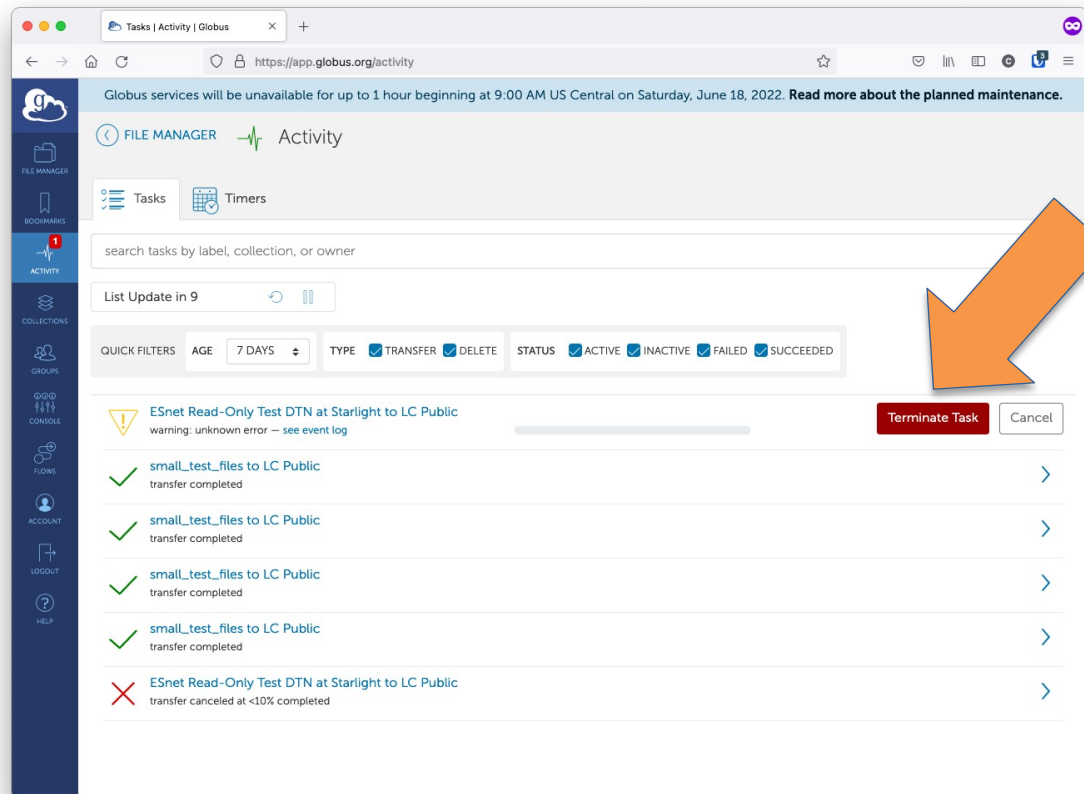 Tasks | Activity | Globus
https://app.globus.org/activity
3
Globus services will be unavailable for up to 1 hour beginning at 9:00 AM US Central on Saturday, June 18, 2022. Read more about the planned maintenance.
g
FILE MANAGER Activity
FILE MANAGER
BOOKMARKS
1
ACTIVITY
COLLECTIONS
GROUPS
CONSOLE
FLOWS
ACCOUNT
LOGOUT
HELP
Tasks Timers
search tasks by label, collection, or owner
List Update in 9
QUICK FILTERS AGE 7 DAYS TYPE TRANSFER DELETE STATUS ACTIVE INACTIVE FAILED SUCCEEDED
ESnet Read-Only Test DTN at Starlight to LC Public
warning: unknown error — see event log
Terminate Task Cancel
small_test_files to LC Public
transfer completed
small_test_files to LC Public
transfer completed
small_test_files to LC Public
transfer completed
small_test_files to LC Public
transfer completed
ESnet Read-Only Test DTN at Starlight to LC Public
transfer canceled at <10% completed